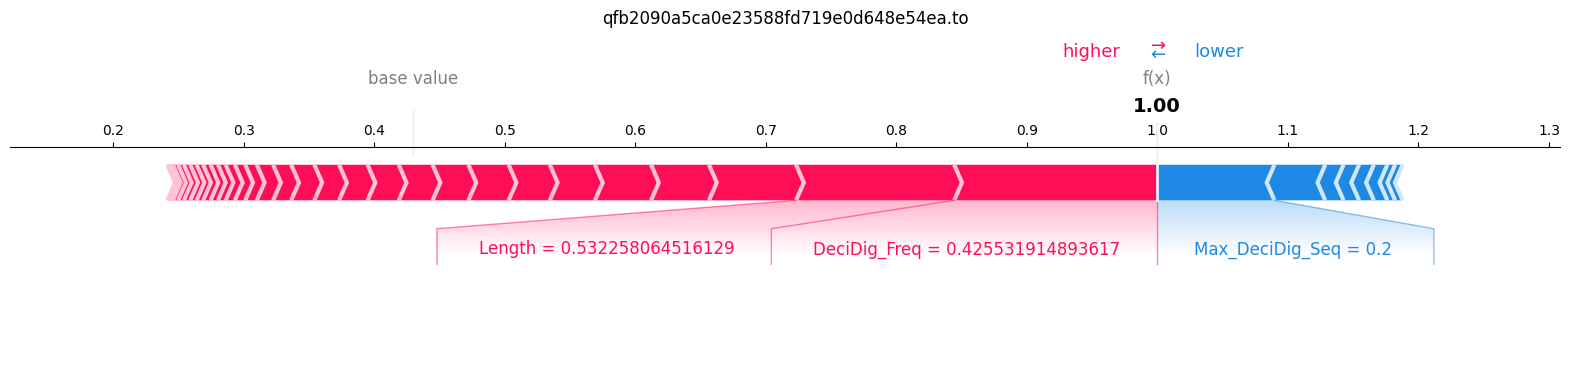 qfb2090a5ca0e23588fd719e0d648e54ea.to
higher → ← lower
base value f(x)
1.00
0.2 0.3 0.4 0.5 0.6 0.7 0.8 0.9 1.0 1.1 1.2 1.3
Length = 0.532258064516129 DeciDig_Freq = 0.425531914893617 Max_DeciDig_Seq = 0.2